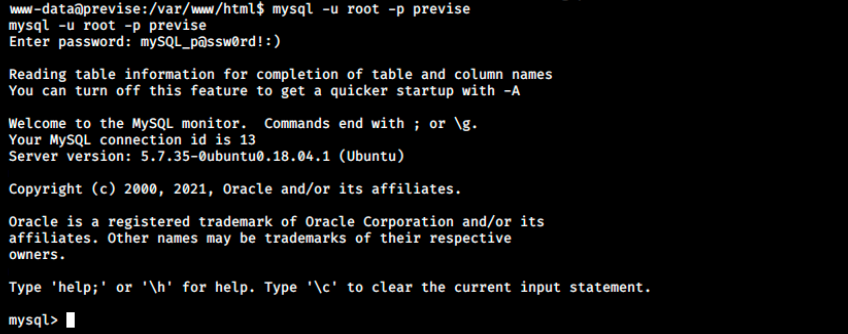 www-data@previse:/var/www/html$ mysql -u root -p previse
mysql -u root -p previse
Enter password: mySQL_p@ssw0rd!:)
Reading table information for completion of table and column names
You can turn off this feature to get a quicker startup with -A
Welcome to the MySQL monitor.  Commands end with ; or \g.
Your MySQL connection id is 13
Server version: 5.7.35-0ubuntu0.18.04.1 (Ubuntu)
Copyright (c) 2000, 2021, Oracle and/or its affiliates.
Oracle is a registered trademark of Oracle Corporation and/or its
affiliates. Other names may be trademarks of their respective
owners.
Type 'help;' or '\h' for help. Type '\c' to clear the current input statement.
mysql>